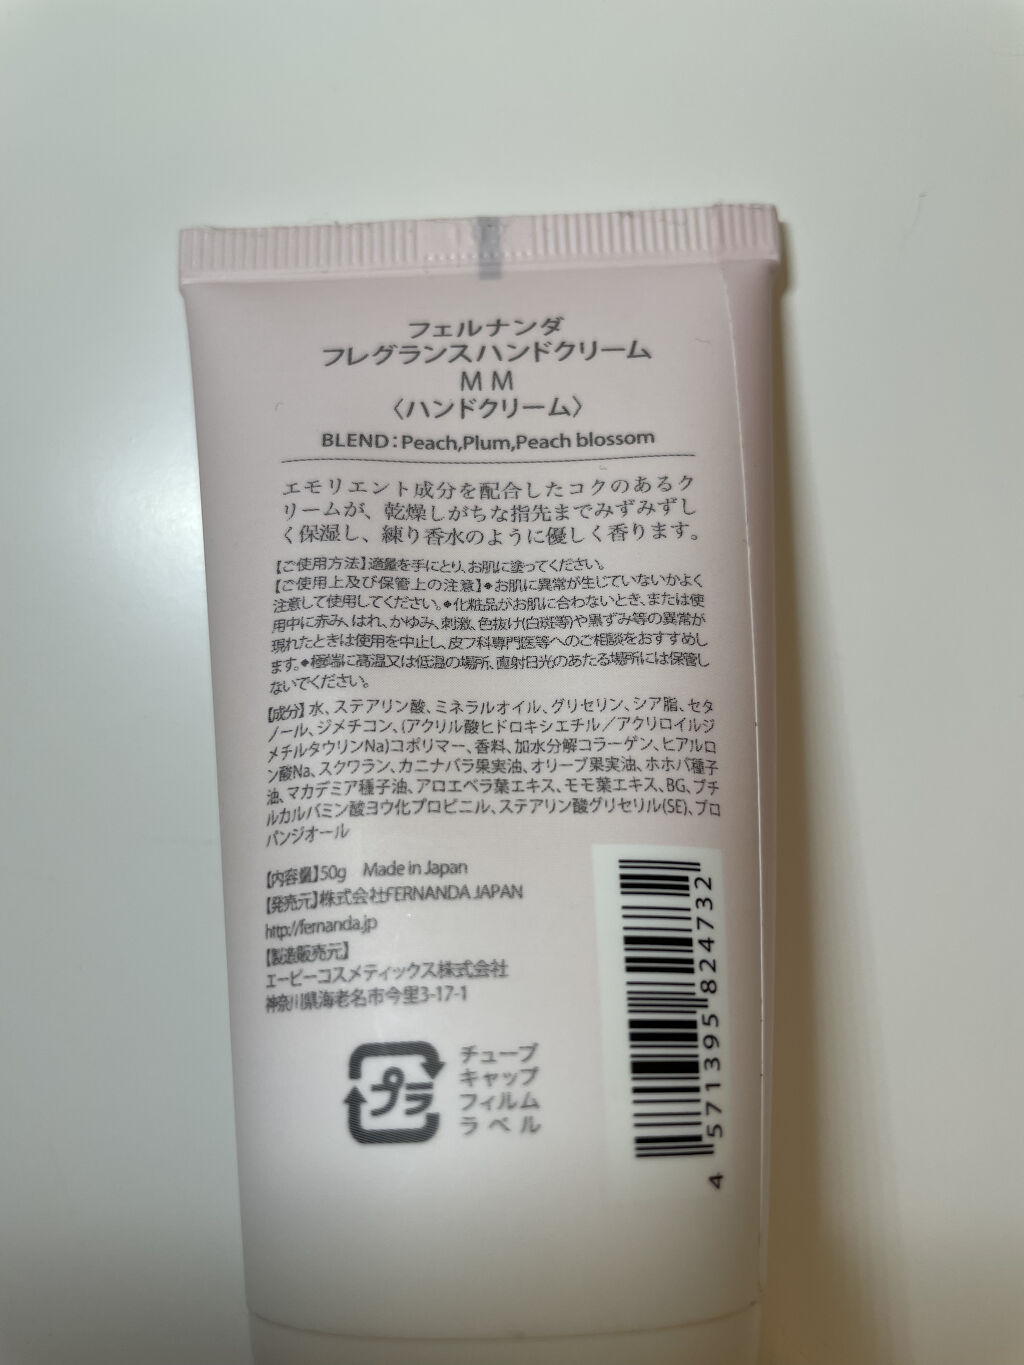 フェルナンダ
フレグランスハンドクリーム
MM
〈ハンドクリーム〉
BLEND:Peach,Plum,Peach blossom
エモリエント成分を配合したコクのあるク
リームが、乾燥しがちな指先までみずみずし
く保湿し、練り香水のように優しく香ります。
【ご使用方法】適量を手にとり、お肌に塗ってください。
【ご使用上及び保管上の注意】◆お肌に異常が生じていないかよく
注意して使用してください。◆化粧品がお肌に合わないとき、または使
用中に赤み、はれ、かゆみ、刺激、色抜け(白斑等)や黒ずみ等の異常が
現れたときは使用を中止し、皮フ科専門医等へのご相談をおすすめし
ます。◆極端に高温又は低温の場所、直射日光のあたる場所には保管し
ないでください。
【成分】水、ステアリン酸、ミネラルオイル、グリセリン、シア脂、セタ
ノール、ジメチコン、(アクリル酸ヒドロキシエチル/アクリロイルジ
メチルタウリンNa)コポリマー、香料、加水分解コラーゲン、ヒアルロ
ン酸Na、スクワラン、カニナバラ果実油、オリーブ果実油、ホホバ種子
油、マカデミア種子油、アロエベラ葉エキス、モモ葉エキス、BG、ブチ
ルカルバミン酸ヨウ化プロピニル、ステアリン酸グリセリル(SE)、プロ
パンジオール
【内容量】50g Made in Japan
【発売元】株式会社FERNANDA JAPAN
http://fernanda.jp
【製造販売元】
エービーコスメティックス株式会社
神奈川県海老名市今里3-17-1
プラ
チューブ
キャップ
フィルム
ラベル
4 571395 824732